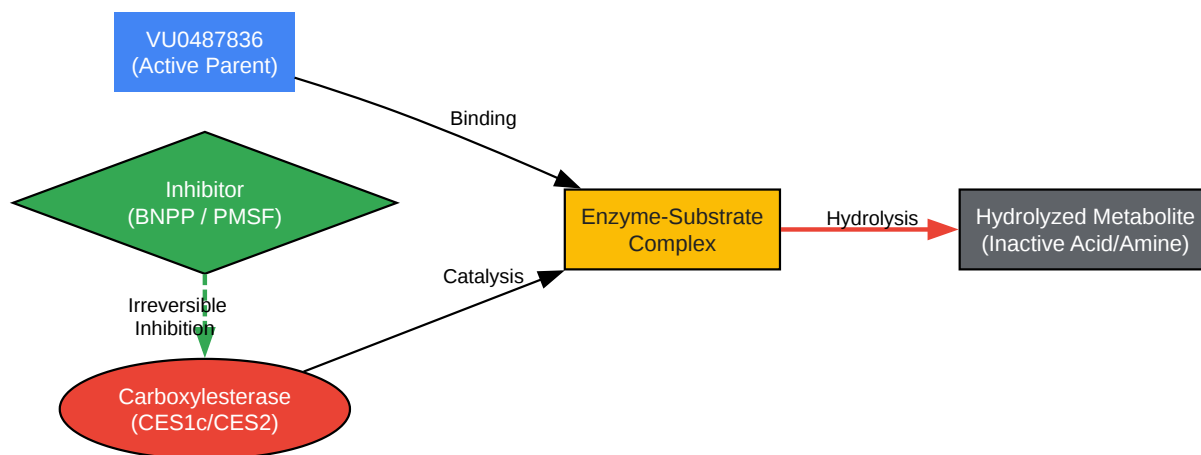 VU0487836
(Active Parent)
Binding
Inhibitor
(BNPP / PMSF)
Enzyme-Substrate
Complex
Hydrolysis
Hydrolyzed Metabolite
(Inactive Acid/Amine)
Catalysis
Irreversible
Inhibition
Carboxylesterase
(CES1c/CES2)